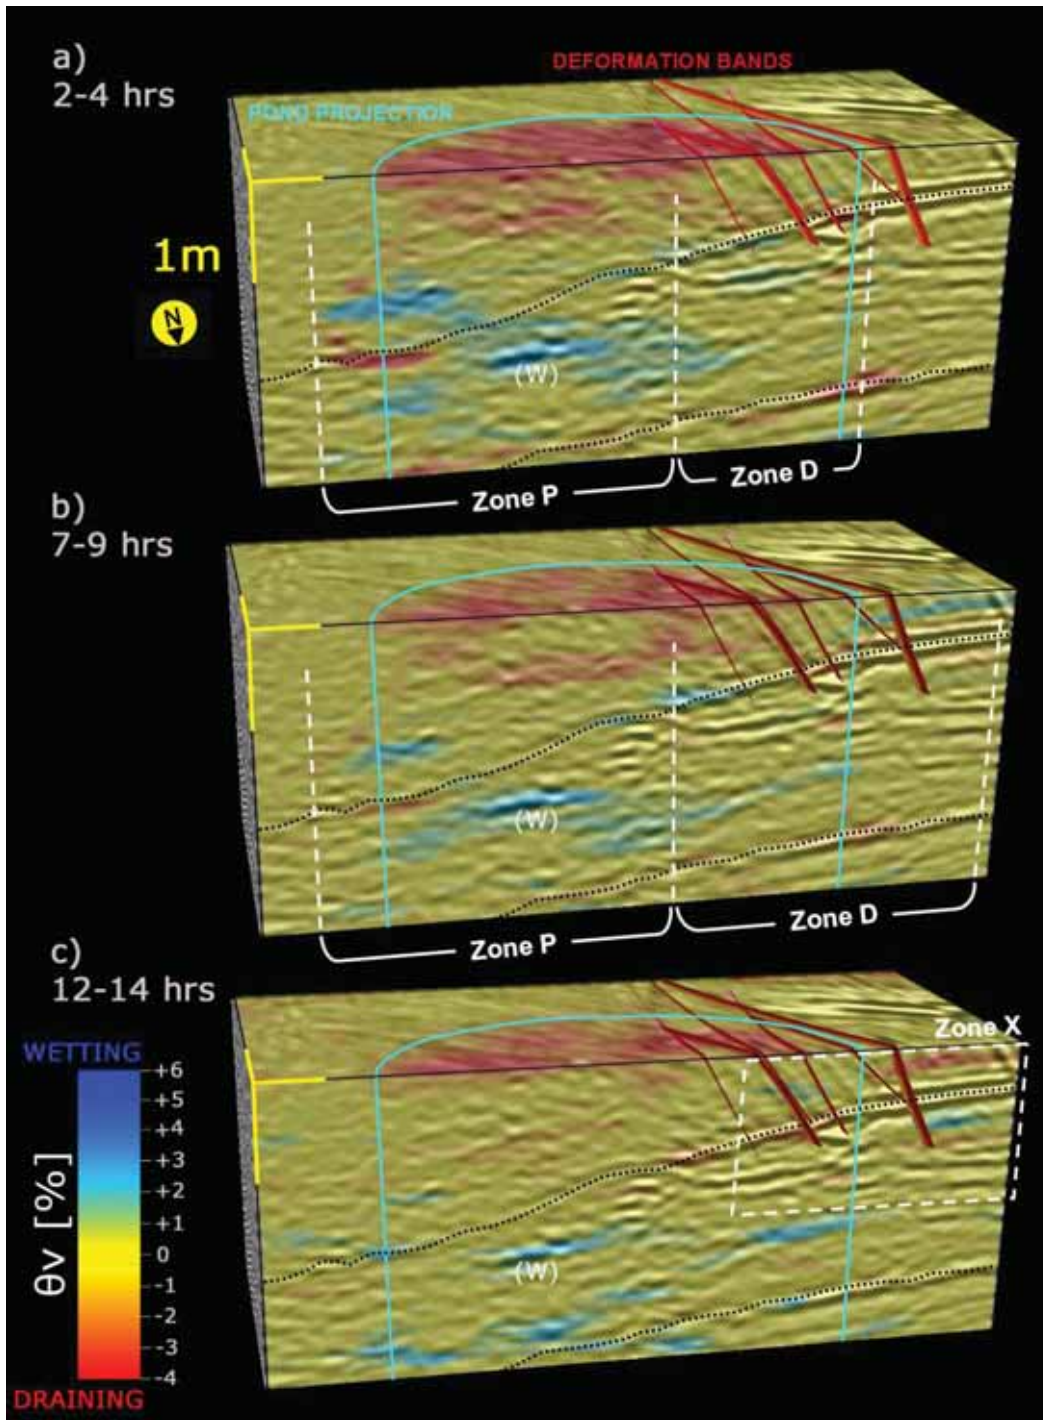 a)
2-4 hrs
DEFORMATION BANDS
POND PROJECTION
1m
N
(W)
Zone P
Zone D
b)
7-9 hrs
(W)
Zone P
Zone D
c)
12-14 hrs
Zone X
WETTING
+6
+5
+4
+3
+2
+1
0
-1
-2
-3
-4
θv [%]
DRAINING
(W)